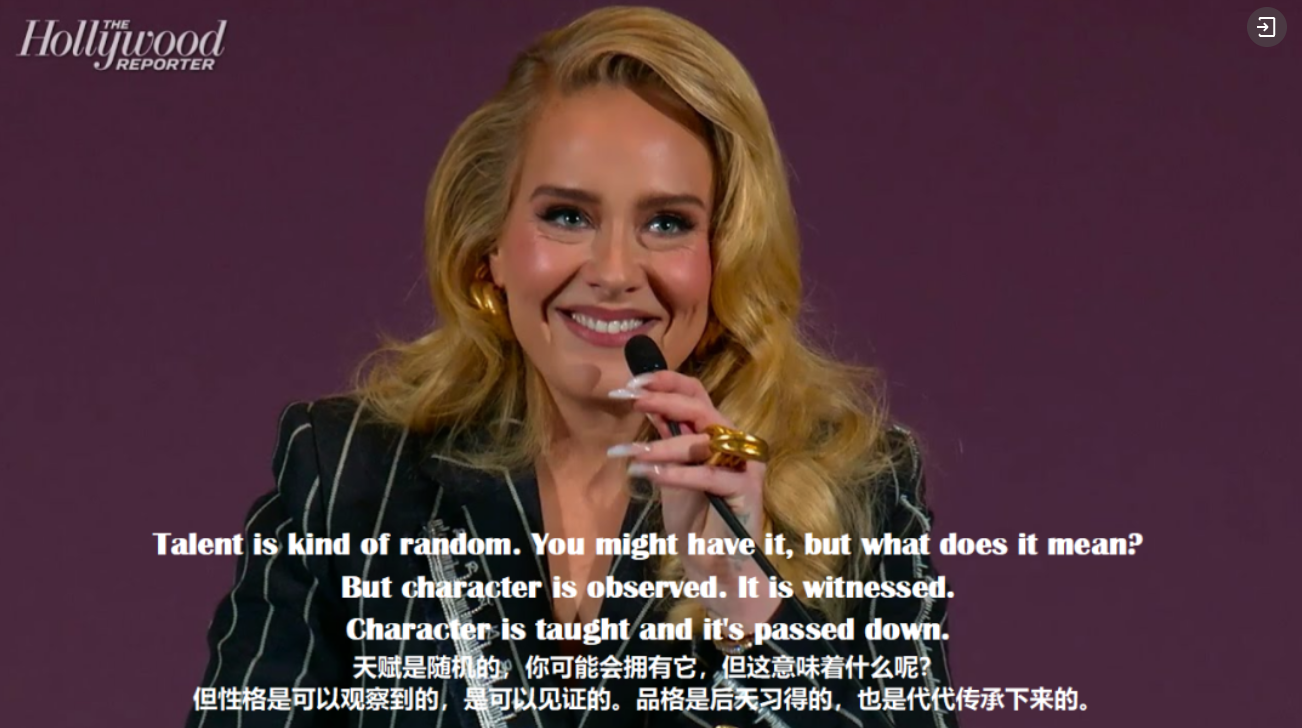 THE
Hollywood
REPORTER
Talent is kind of random. You might have it, but what does it mean?
But character is observed. It is witnessed.
Character is taught and it's passed down.
天赋是随机的，你可能会拥有它，但这意味着什么呢？
但性格是可以观察到的，是可以见证的。品格是后天习得的，也是代代传承下来的。